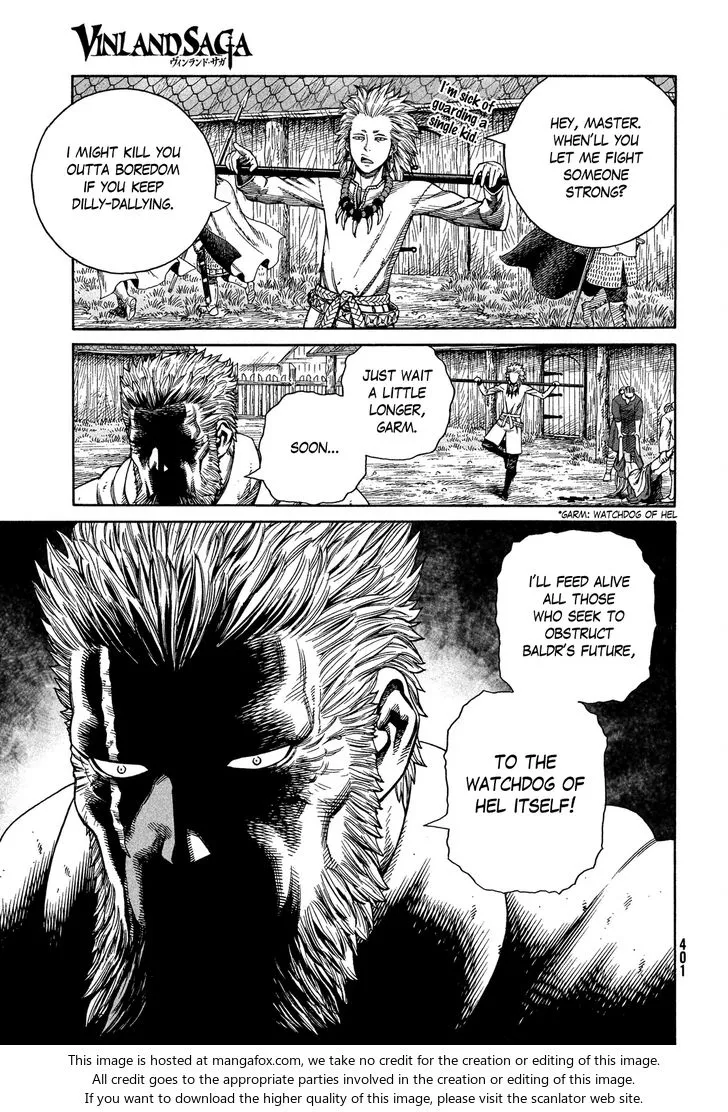 VINLAND SAGA
ヴィンランド・サガ
HEY, MASTER.
WHEN'LL YOU
LET ME FIGHT
SOMEONE
STRONG?
I'm sick of
guarding a
single kid.
I MIGHT KILL YOU
OUTTA BOREDOM
IF YOU KEEP
DILLY-DALLYING.
JUST WAIT
A LITTLE
LONGER,
GARM.
SOON...
*GARM: WATCHDOG OF HEL
I'LL FEED ALIVE
ALL THOSE
WHO SEEK TO
OBSTRUCT
BALDR'S FUTURE,
TO THE
WATCHDOG OF
HEL ITSELF!
401
This image is hosted at mangafox.com, we take no credit for the creation or editing of this image.
All credit goes to the appropriate parties involved in the creation or editing of this image.
If you want to download the higher quality of this image, please visit the scanlator web site.